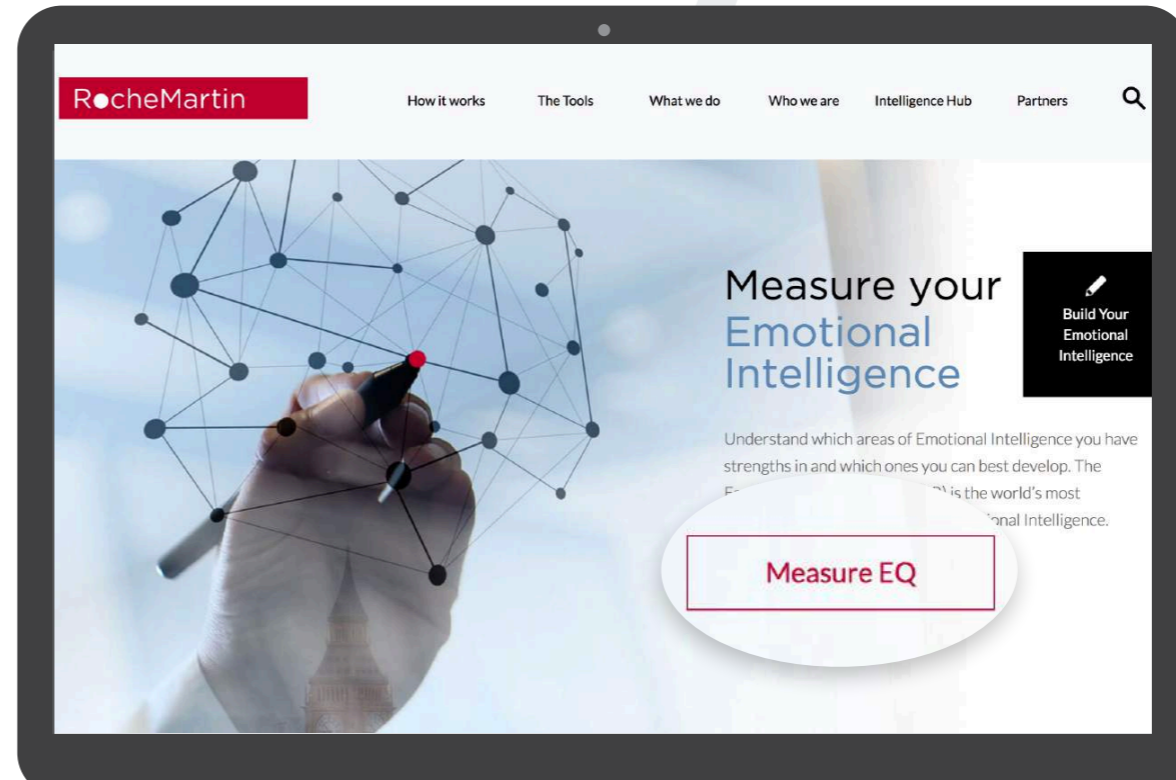 RocheMartin
How it works
The Tools
What we do
Who we are
Intelligence Hub
Partners
Measure your
Emotional
Intelligence
Build Your
Emotional
Intelligence
Understand which areas of Emotional Intelligence you have
strengths in and which ones you can best develop. The
is the world's most
Intelligence.
Measure EQ